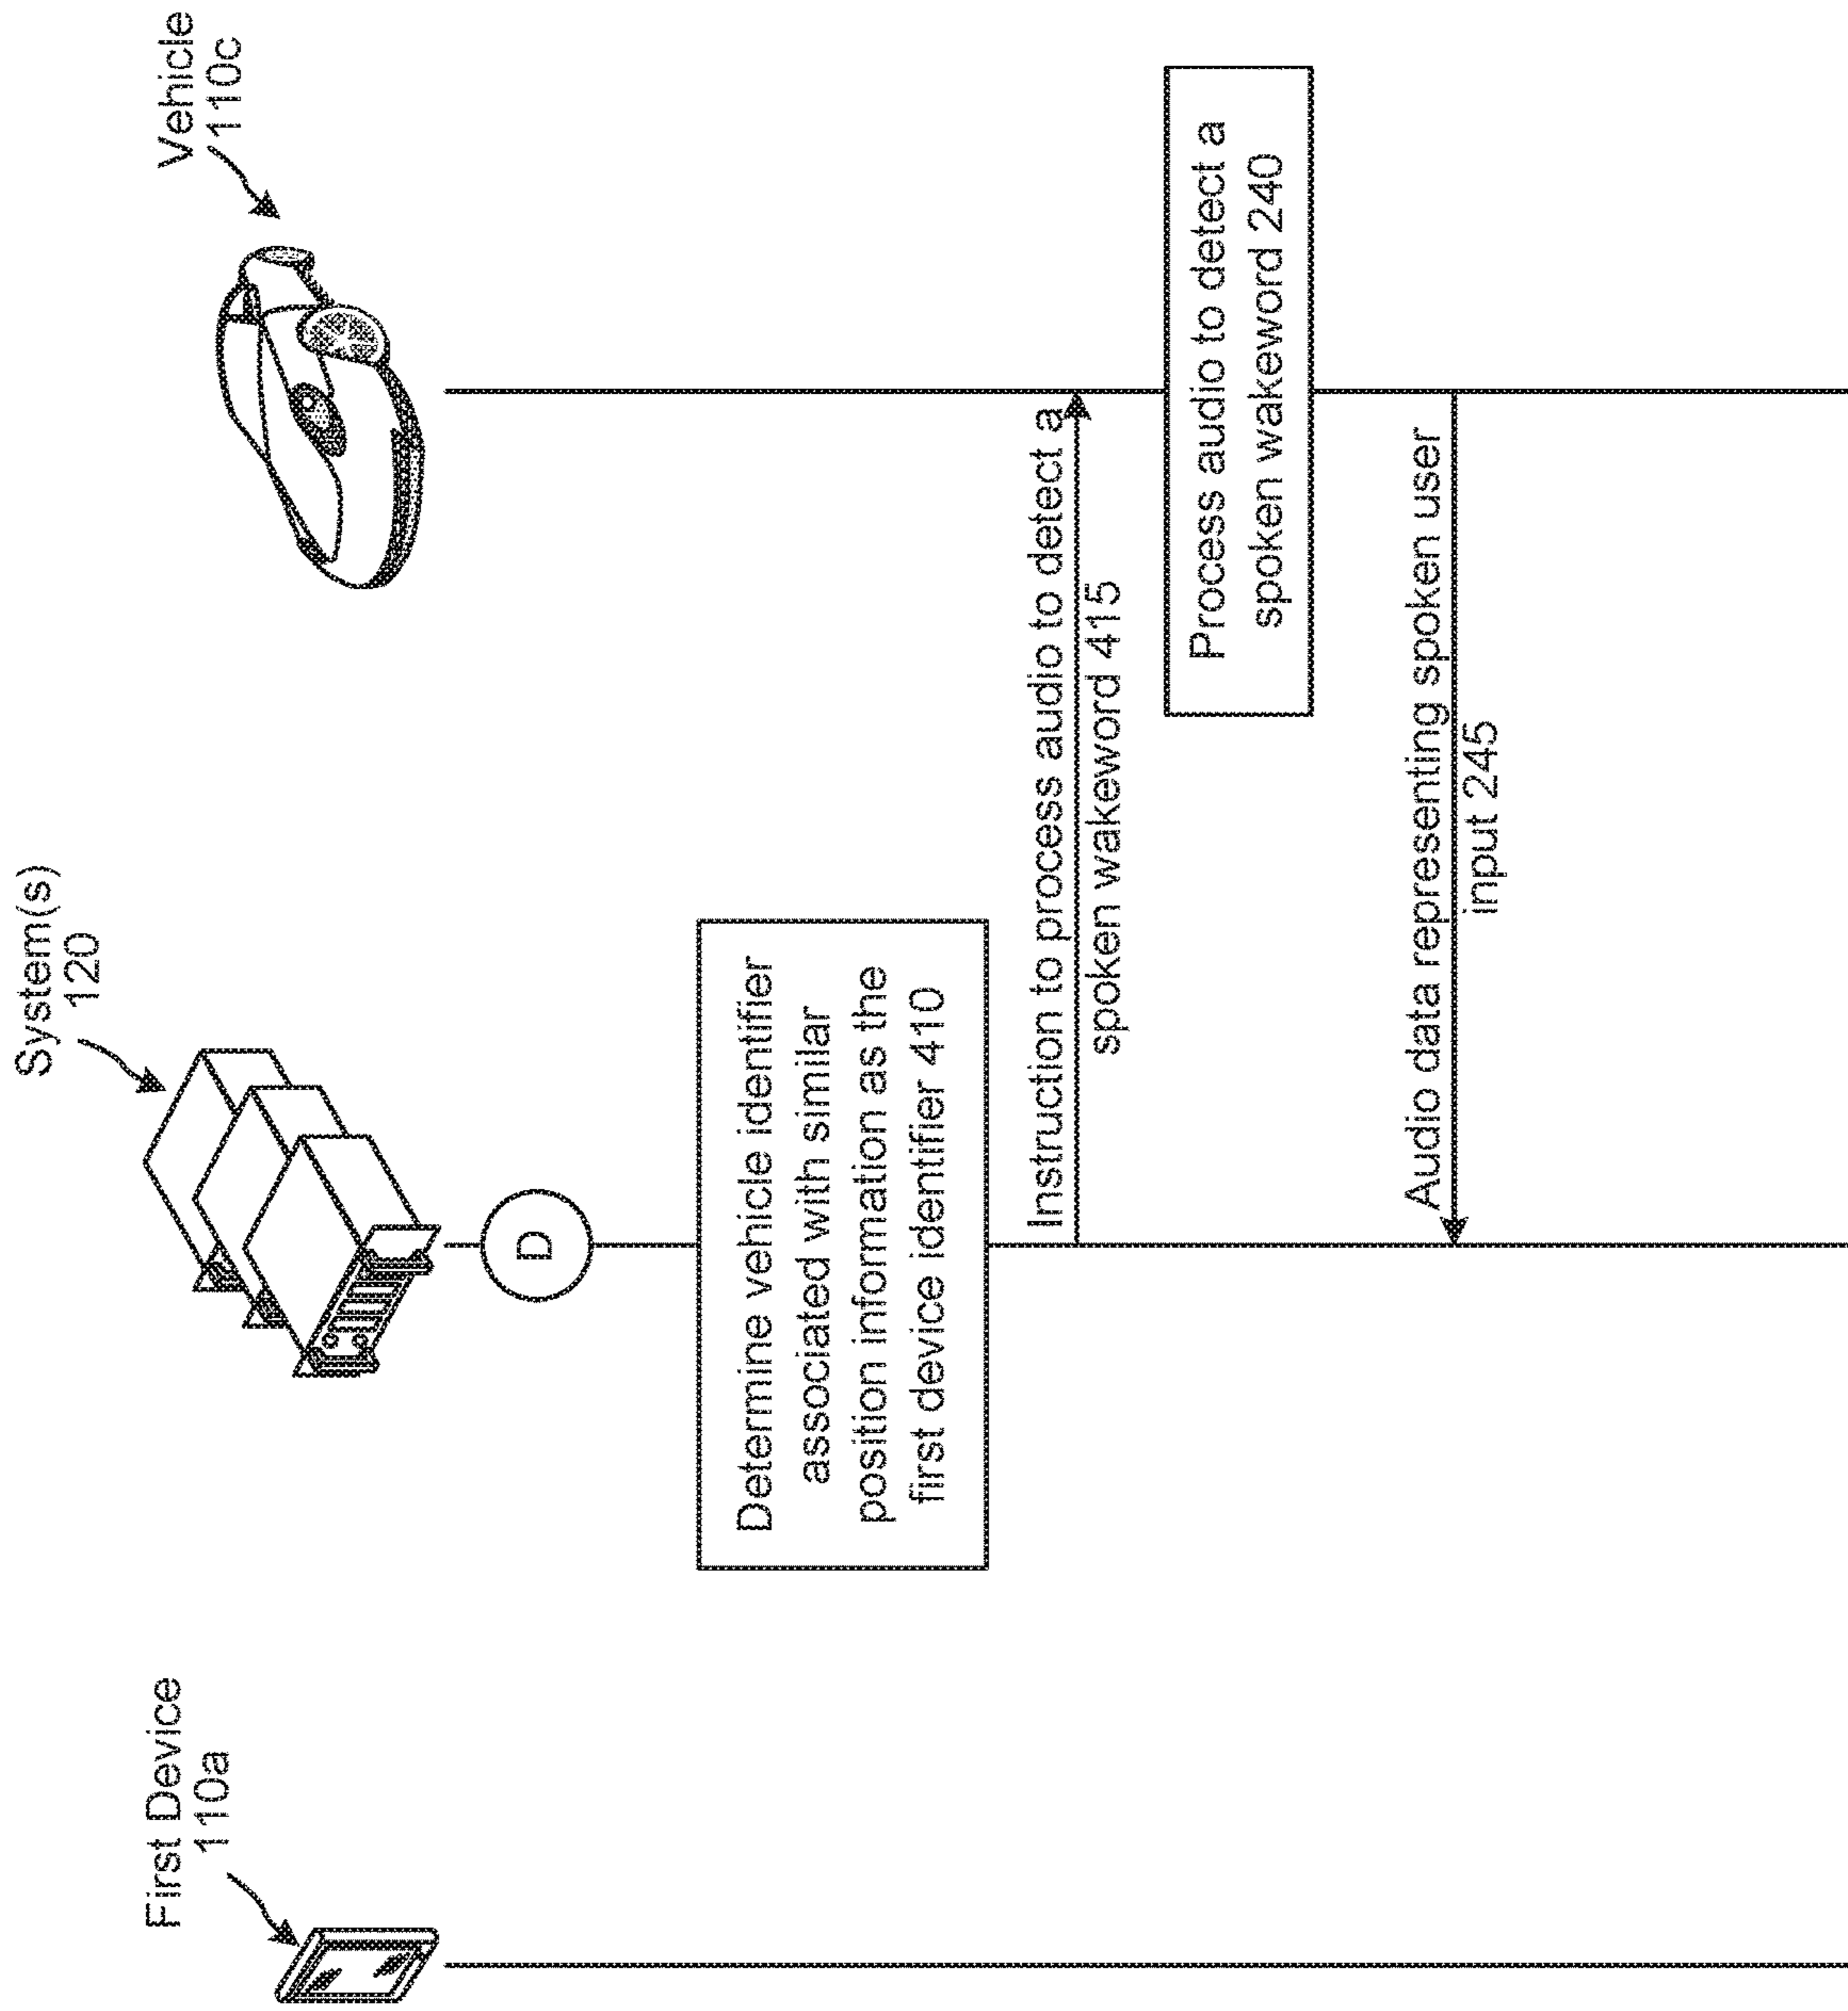 First Device
110a
System(s)
120
Vehicle
110c
D
Determine vehicle identifier
associated with similar
position information as the
first device identifier 410
Instruction to process audio to detect a
spoken wakeword 415
Process audio to detect a
spoken wakeword 240
Audio data representing spoken user
input 245